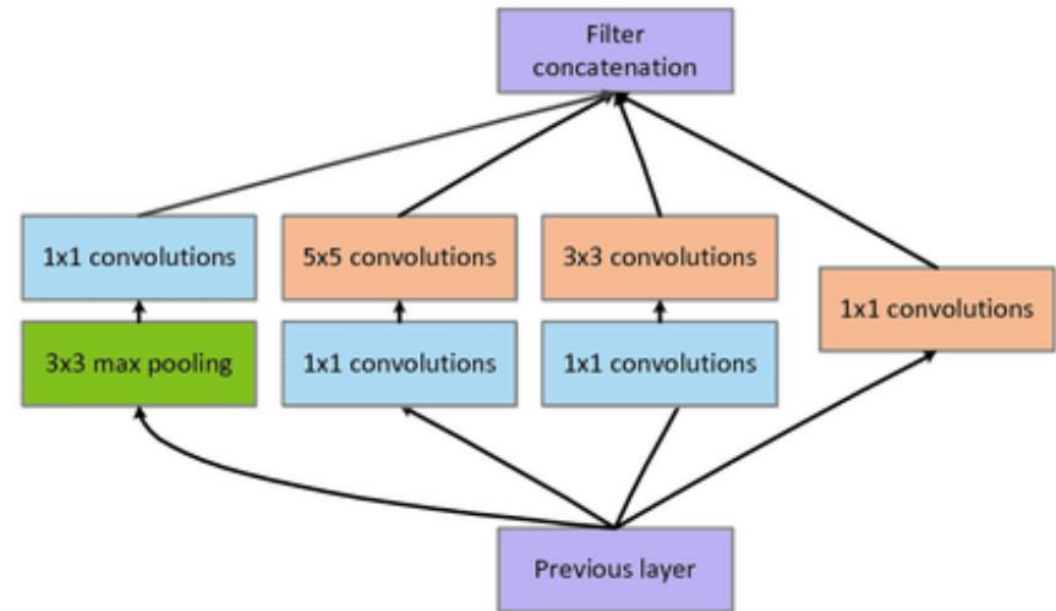 Filter
concatenation
1x1 convolutions
5x5 convolutions
3x3 convolutions
1x1 convolutions
3x3 max pooling
1x1 convolutions
1x1 convolutions
Previous layer